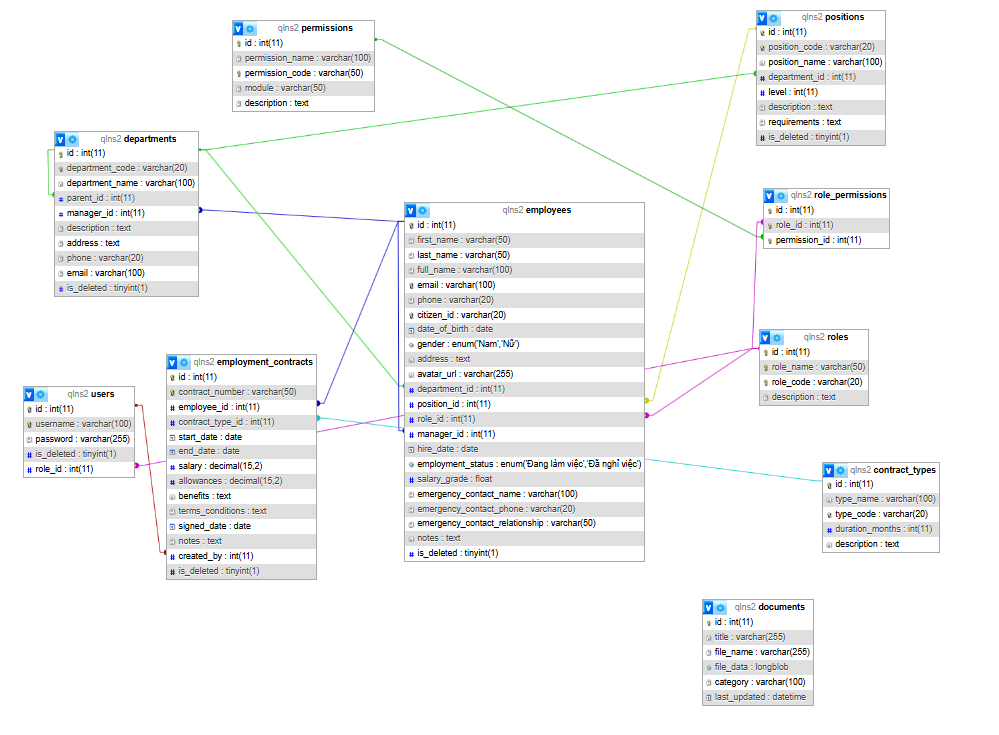 qlns2 permissions
id : int(11)
permission_name : varchar(100)
permission_code : varchar(50)
module : varchar(50)
description : text
qlns2 positions
id : int(11)
position_code : varchar(20)
position_name : varchar(100)
department_id : int(11)
level : int(11)
description : text
requirements : text
is_deleted : tinyint(1)
qlns2 departments
id : int(11)
department_code : varchar(20)
department_name : varchar(100)
parent_id : int(11)
manager_id : int(11)
description : text
address : text
phone : varchar(20)
email : varchar(100)
is_deleted : tinyint(1)
qlns2 role_permissions
id : int(11)
role_id : int(11)
permission_id : int(11)
qlns2 employees
id : int(11)
first_name : varchar(50)
last_name : varchar(50)
full_name : varchar(100)
email : varchar(100)
phone : varchar(20)
citizen_id : varchar(20)
date_of_birth : date
gender : enum('Nam','Nữ')
address : text
avatar_url : varchar(255)
department_id : int(11)
position_id : int(11)
role_id : int(11)
manager_id : int(11)
hire_date : date
employment_status : enum('Đang làm việc','Đã nghỉ việc')
salary_grade : float
emergency_contact_name : varchar(100)
emergency_contact_phone : varchar(20)
emergency_contact_relationship : varchar(50)
notes : text
is_deleted : tinyint(1)
qlns2 roles
id : int(11)
role_name : varchar(50)
role_code : varchar(20)
description : text
qlns2 employment_contracts
id : int(11)
contract_number : varchar(50)
employee_id : int(11)
contract_type_id : int(11)
start_date : date
end_date : date
salary : decimal(15,2)
allowances : decimal(15,2)
benefits : text
terms_conditions : text
signed_date : date
notes : text
created_by : int(11)
is_deleted : tinyint(1)
qlns2 users
id : int(11)
username : varchar(100)
password : varchar(255)
is_deleted : tinyint(1)
role_id : int(11)
qlns2 contract_types
id : int(11)
type_name : varchar(100)
type_code : varchar(20)
duration_months : int(11)
description : text
qlns2 documents
id : int(11)
title : varchar(255)
file_name : varchar(255)
file_data : longblob
category : varchar(100)
last_updated : datetime